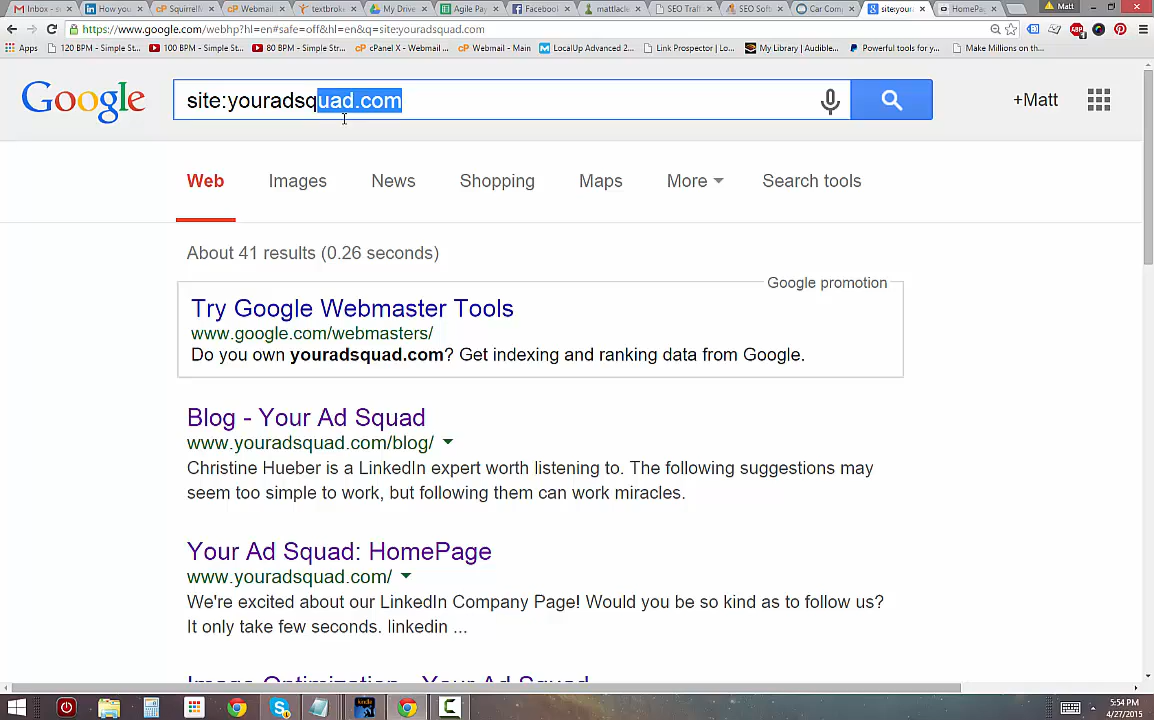 Inbox - s
How you
SquirrelM
Webmail
textbroke
My Drive
Agile Pay
Facebook
mattlack
SEO Traff
SEO Soft
Car Comp
site:your
HomePag
Matt
https://www.google.com/webhp?hl=en#safe=off&hl=en&q=site:youradsquad.com
Apps
120 BPM - Simple St...
100 BPM - Simple St...
80 BPM - Simple Str...
cPanel X - Webmail ...
Webmail - Main
LocalUp Advanced 2...
Link Prospector | Lo...
My Library | Audible...
Powerful tools for y...
Make Millions on th...
Google
site:youradsquad.com
+Matt
Web Images News Shopping Maps More Search tools
About 41 results (0.26 seconds)
Google promotion
Try Google Webmaster Tools
www.google.com/webmasters/
Do you own youradsquad.com? Get indexing and ranking data from Google.
Blog - Your Ad Squad
www.youradsquad.com/blog/
Christine Hueber is a LinkedIn expert worth listening to. The following suggestions may
seem too simple to work, but following them can work miracles.
Your Ad Squad: HomePage
www.youradsquad.com/
We're excited about our LinkedIn Company Page! Would you be so kind as to follow us?
It only take few seconds. linkedin ...
Image Optimization - Your Ad Squad
5:54 PM
4/27/2015